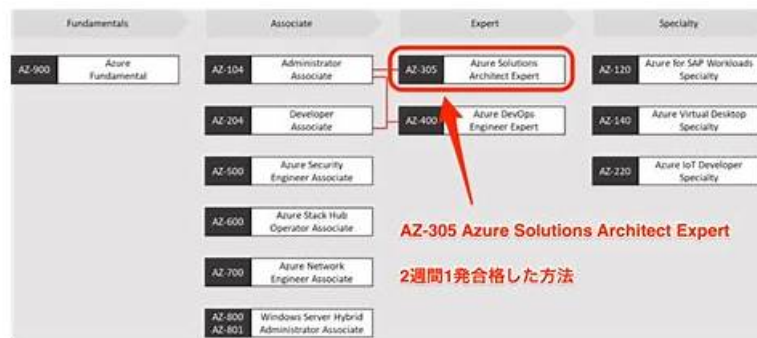 Fundamentals
Associate
Expert
Specialty
AZ-900
Azure
Fundamental
AZ-104
Administrator
Associate
AZ-305
Azure Solutions
Architect Expert
AZ-120
Azure for SAP Workloads
Specialty
AZ-204
Developer
Associate
AZ-400
Azure DevOps
Engineer Expert
AZ-140
Azure Virtual Desktop
Specialty
AZ-500
Azure Security
Engineer Associate
AZ-220
Azure IoT Developer
Specialty
AZ-600
Azure Stack Hub
Operator Associate
AZ-305 Azure Solutions Architect Expert
AZ-700
Azure Network
Engineer Associate
2週間1発合格した方法
AZ-800
AZ-801
Windows Server Hybrid
Administrator Associate